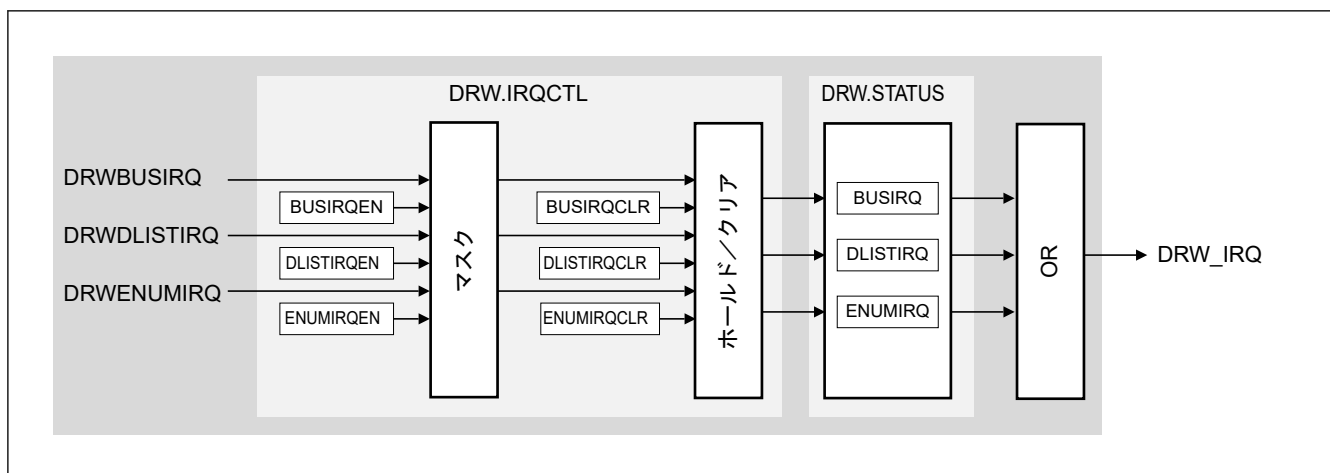 DRW.IRQCTL
DRW.STATUS
DRWBUSIRQ
BUSIRQEN
DRWDLISTIRQ
DLISTIRQEN
DRWENUMIRQ
ENUMIRQEN
マスク
BUSIRQCLR
DLISTIRQCLR
ENUMIRQCLR
ホールド／クリア
BUSIRQ
DLISTIRQ
ENUMIRQ
OR
DRW_IRQ